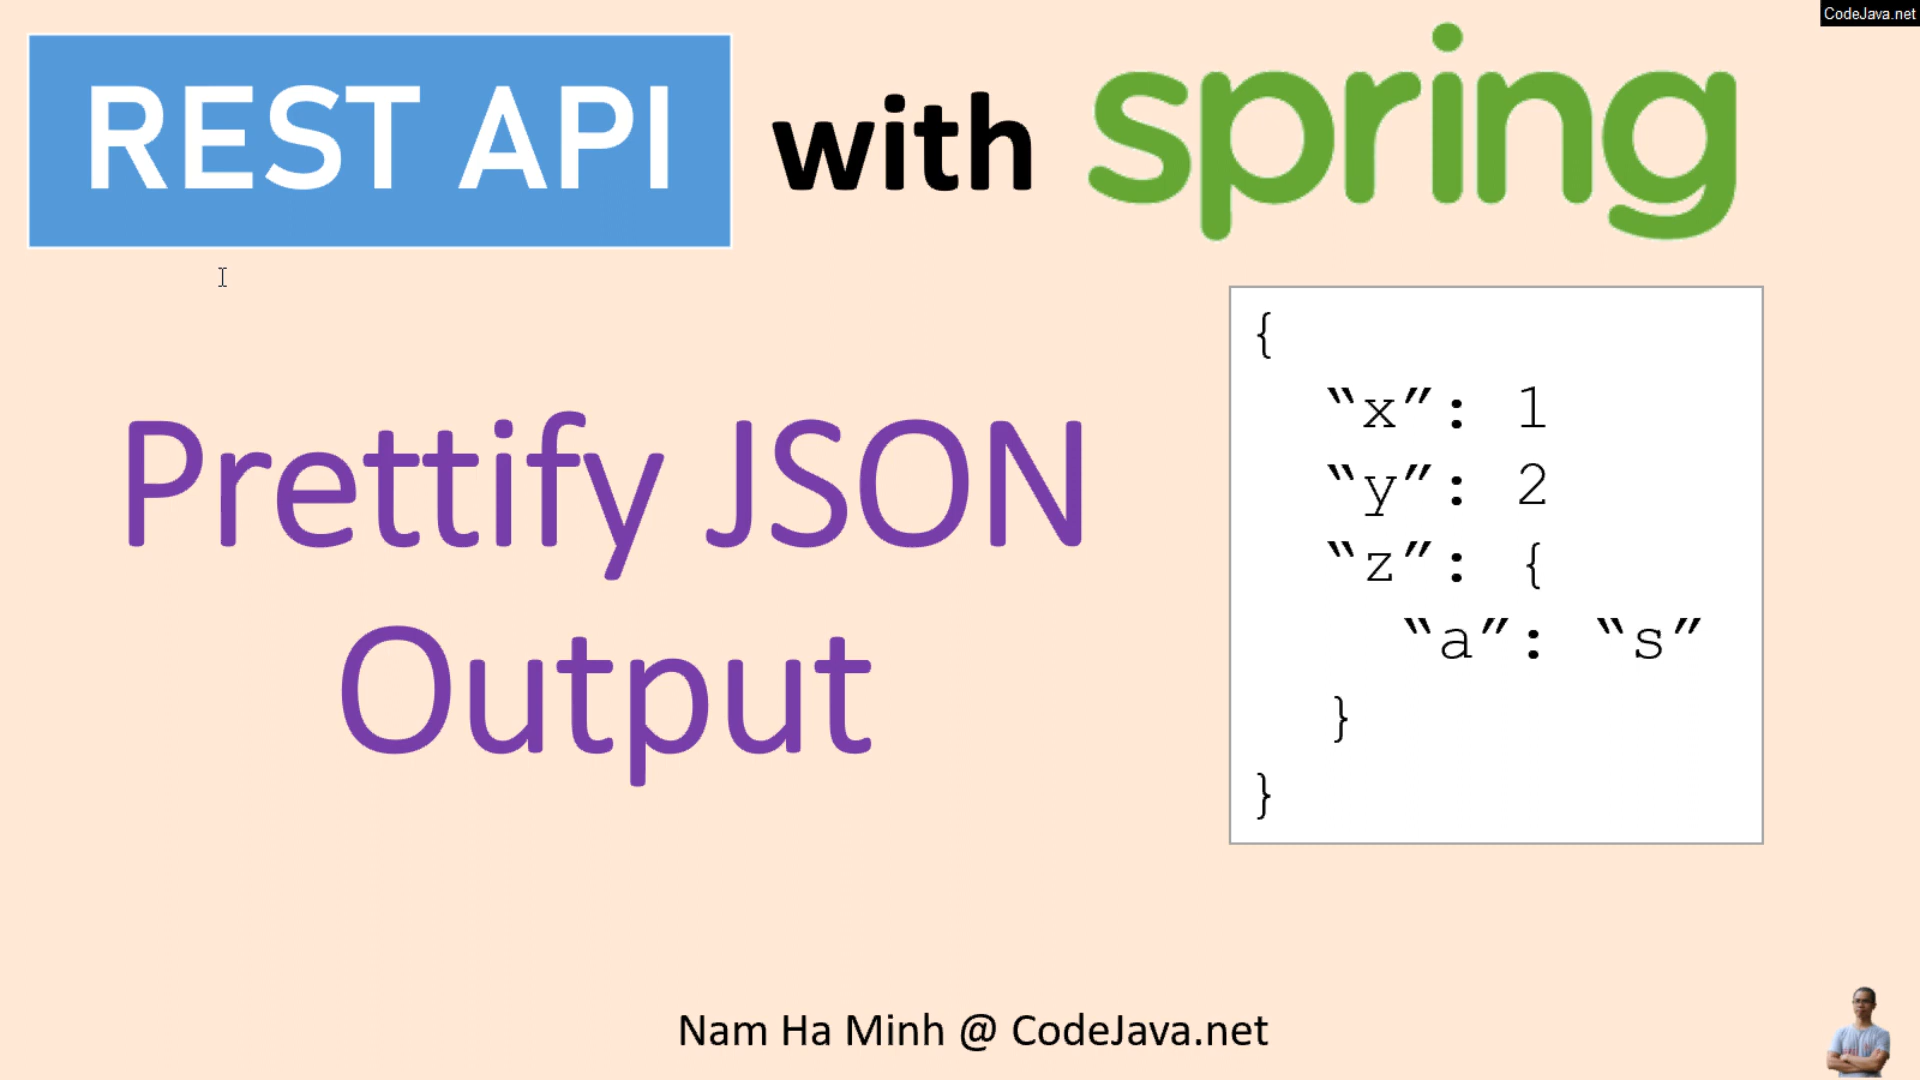 CodeJava.net
REST API with spring
{
“x”: 1
“y”: 2
“z”: {
“a”: “s”
}
}
Prettify JSON
Output
Nam Ha Minh @ CodeJava.net